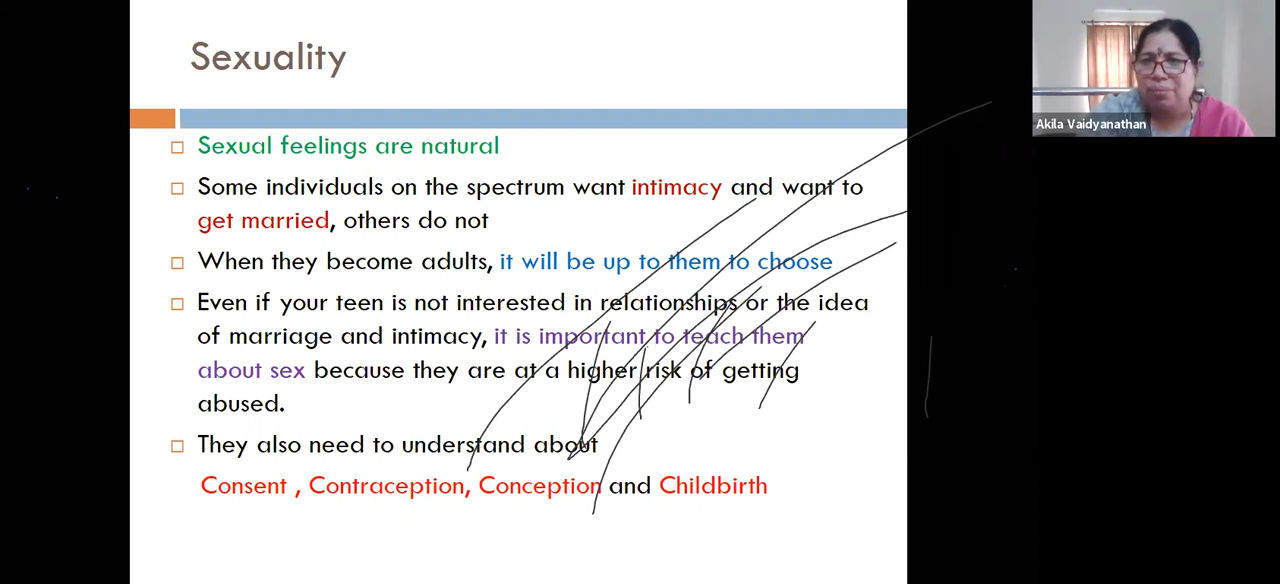 Sexuality
Sexual feelings are natural
Some individuals on the spectrum want intimacy and want to
get married, others do not
When they become adults, it will be up to them to choose
Even if your teen is not interested in relationships or the idea
of marriage and intimacy, it is important to teach them
about sex because they are at a higher risk of getting
abused.
They also need to understand about
Consent , Contraception, Conception and Childbirth
Akila Vaidyanathan